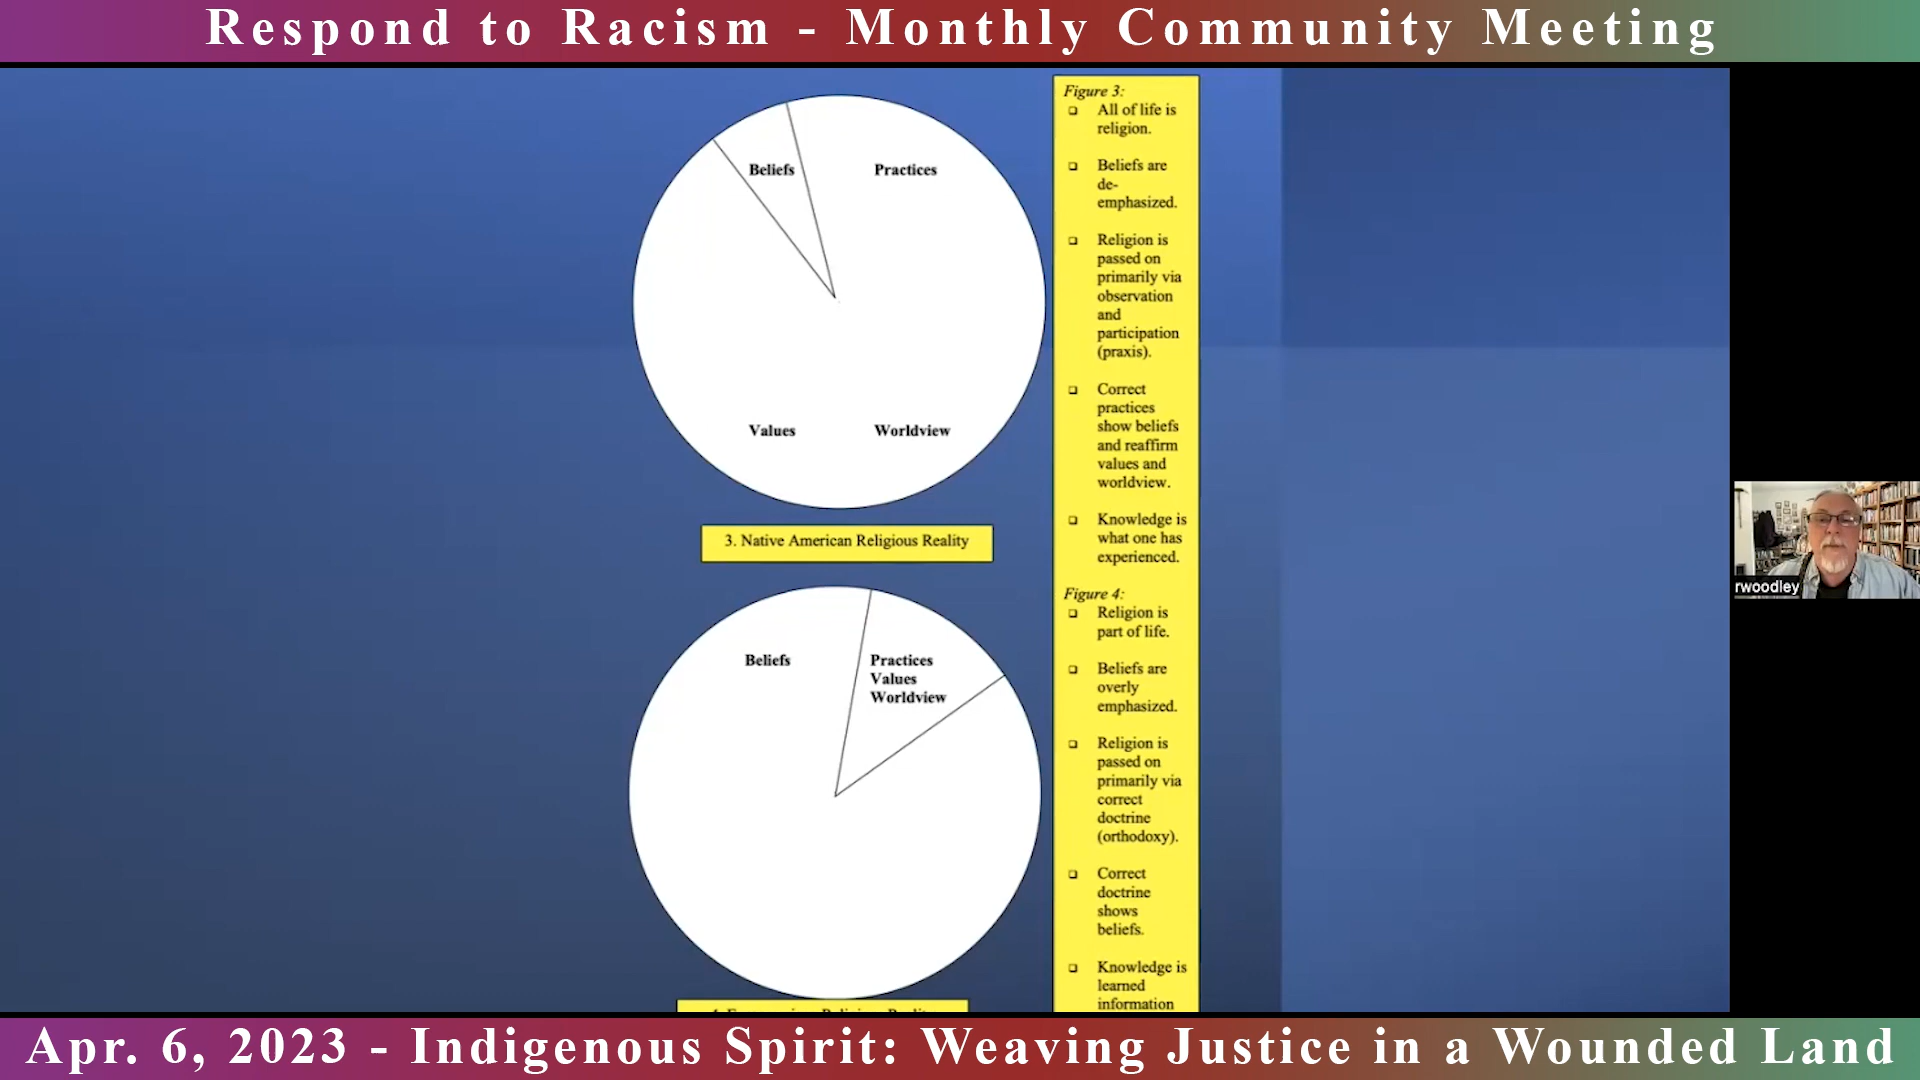 Respond to Racism - Monthly Community Meeting
Beliefs
Practices
Values
Worldview
3. Native American Religious Reality
Beliefs
Practices
Values
Worldview
Figure 3:
All of life is
religion.
Beliefs are
de-
emphasized.
Religion is
passed on
primarily via
observation
and
participation
(praxis).
Correct
practices
show beliefs
and reaffirm
values and
worldview.
Knowledge is
what one has
experienced.
Figure 4:
Religion is
part of life.
Beliefs are
overly
emphasized.
Religion is
passed on
primarily via
correct
doctrine
(orthodoxy).
Correct
doctrine
shows
beliefs.
Knowledge is
learned
information
rwoodley
Apr. 6, 2023 - Indigenous Spirit: Weaving Justice in a Wounded Land